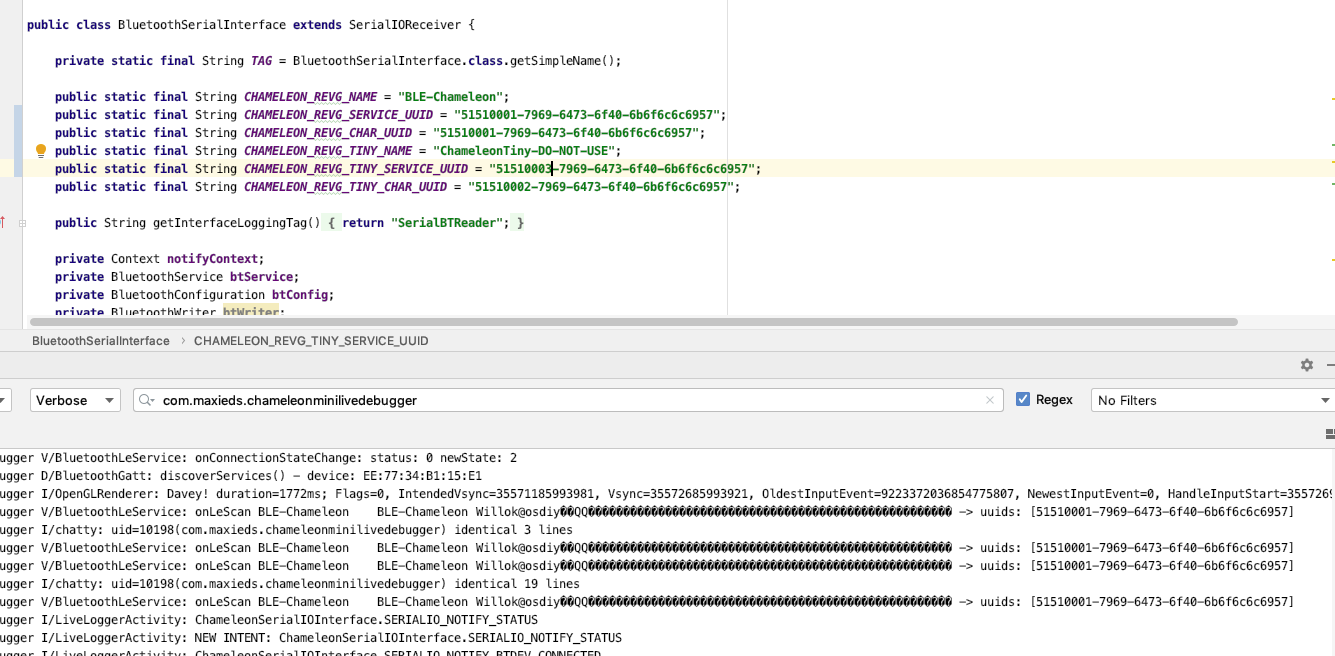 public class BluetoothSerialInterface extends SerialIOReceiver {
private static final String TAG = BluetoothSerialInterface.class.getSimpleName();
public static final String CHAMELEON_REVG_NAME = "BLE-Chameleon";
public static final String CHAMELEON_REVG_SERVICE_UUID = "51510001-7969-6473-6f40-6b6f6c6c6957";
public static final String CHAMELEON_REVG_CHAR_UUID = "51510001-7969-6473-6f40-6b6f6c6c6957";
public static final String CHAMELEON_REVG_TINY_NAME = "ChameleonTiny-DO-NOT-USE";
public static final String CHAMELEON_REVG_TINY_SERVICE_UUID = "51510003-7969-6473-6f40-6b6f6c6c6957";
public static final String CHAMELEON_REVG_TINY_CHAR_UUID = "51510002-7969-6473-6f40-6b6f6c6c6957";
public String getInterfaceLoggingTag() { return "SerialBTReader"; }
private Context notifyContext;
private BluetoothService btService;
private BluetoothConfiguration btConfig;
private BluetoothWriter btWriter;
BluetoothSerialInterface › CHAMELEON_REVG_TINY_SERVICE_UUID
Verbose com.maxieds.chameleonminilivedebugger Regex No Filters
ugger V/BluetoothLeService: onConnectionStateChange: status: 0 newState: 2
ugger D/BluetoothGatt: discoverServices() - device: EE:77:34:B1:15:E1
ugger I/OpenGLRenderer: Davey! duration=1772ms; Flags=0, IntendedVsync=35571185993981, Vsync=35572685993921, OldestInputEvent=9223372036854775807, NewestInputEvent=0, HandleInputStart=3557269
ugger V/BluetoothLeService: onLeScan BLE-Chameleon BLE-Chameleon Willok@osdiy��QQ���������������������������������������������������� -> uuids: [51510001-7969-6473-6f40-6b6f6c6c6957]
ugger I/chatty: uid=10198(com.maxieds.chameleonminilivedebugger) identical 3 lines
ugger V/BluetoothLeService: onLeScan BLE-Chameleon BLE-Chameleon Willok@osdiy��QQ���������������������������������������������������� -> uuids: [51510001-7969-6473-6f40-6b6f6c6c6957]
ugger V/BluetoothLeService: onLeScan BLE-Chameleon BLE-Chameleon Willok@osdiy��QQ���������������������������������������������������� -> uuids: [51510001-7969-6473-6f40-6b6f6c6c6957]
ugger I/chatty: uid=10198(com.maxieds.chameleonminilivedebugger) identical 19 lines
ugger V/BluetoothLeService: onLeScan BLE-Chameleon BLE-Chameleon Willok@osdiy��QQ���������������������������������������������������� -> uuids: [51510001-7969-6473-6f40-6b6f6c6c6957]
ugger I/LiveLoggerActivity: ChameleonSerialIOInterface.SERIALIO_NOTIFY_STATUS
ugger I/LiveLoggerActivity: NEW INTENT: ChameleonSerialIOInterface.SERIALIO_NOTIFY_STATUS
ugger I/LiveLoggerActivity: ChameleonSerialIOInterface.SERIALIO_NOTIFY_BTDEV_CONNECTED